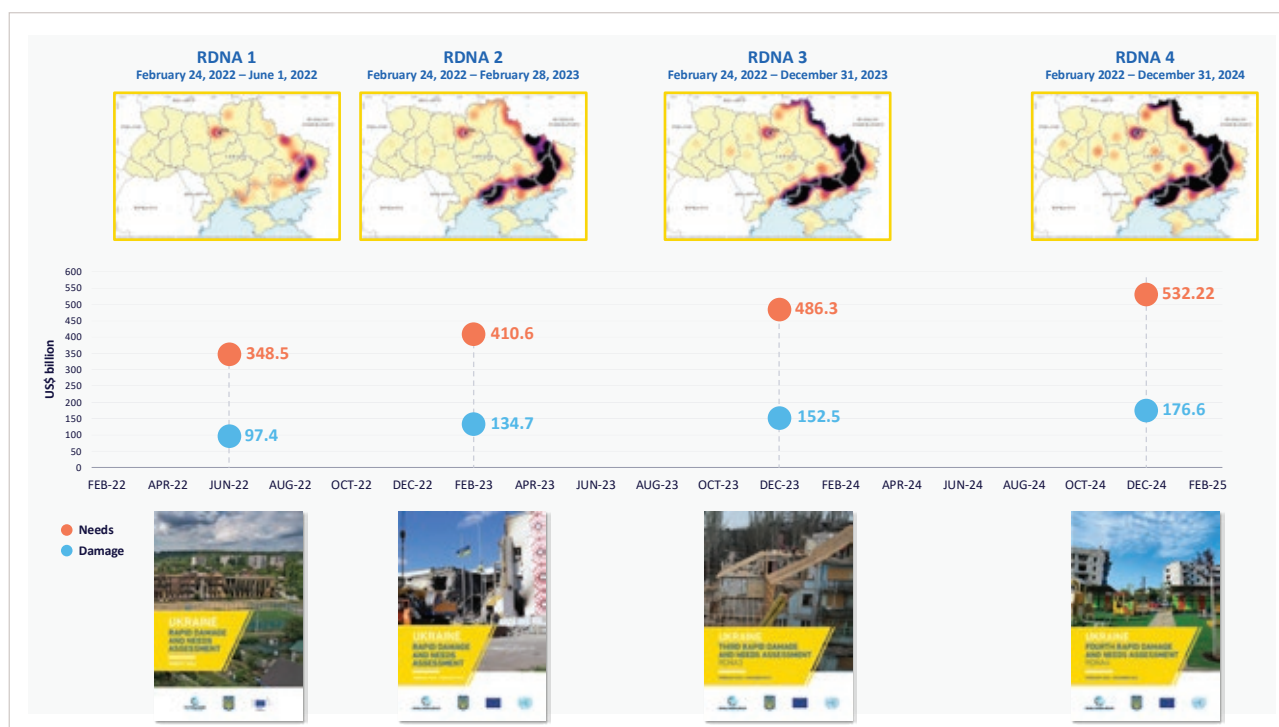 RDNA 1
February 24, 2022 – June 1, 2022
RDNA 2
February 24, 2022 – February 28, 2023
RDNA 3
February 24, 2022 – December 31, 2023
RDNA 4
February 2022 – December 31, 2024
US$ billion
600
550
500
450
400
350
300
250
200
150
100
50
0
348.5
410.6
486.3
532.22
97.4
134.7
152.5
176.6
FEB-22 APR-22 JUN-22 AUG-22 OCT-22 DEC-22 FEB-23 APR-23 JUN-23 AUG-23 OCT-23 DEC-23 FEB-24 APR-24 JUN-24 AUG-24 OCT-24 DEC-24 FEB-25
Needs
Damage
UKRAINE
RAPID DAMAGE
AND NEEDS
ASSESSMENT
UKRAINE
RAPID DAMAGE
AND NEEDS
ASSESSMENT
UKRAINE
THIRD RAPID DAMAGE
AND NEEDS ASSESSMENT
UKRAINE
FOURTH RAPID DAMAGE
AND NEEDS ASSESSMENT